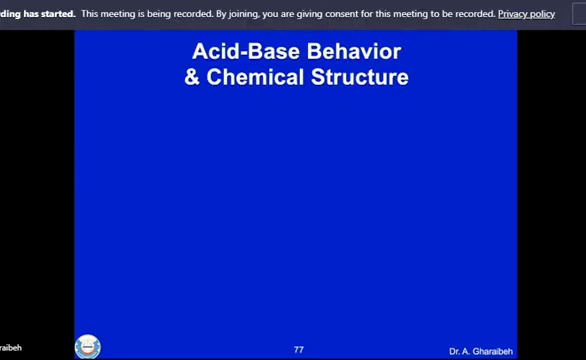 ding has started. This meeting is being recorded. By joining, you are giving consent for this meeting to be recorded. Privacy policy
Acid-Base Behavior
& Chemical Structure
raibeh
77
Dr. A. Gharaibeh